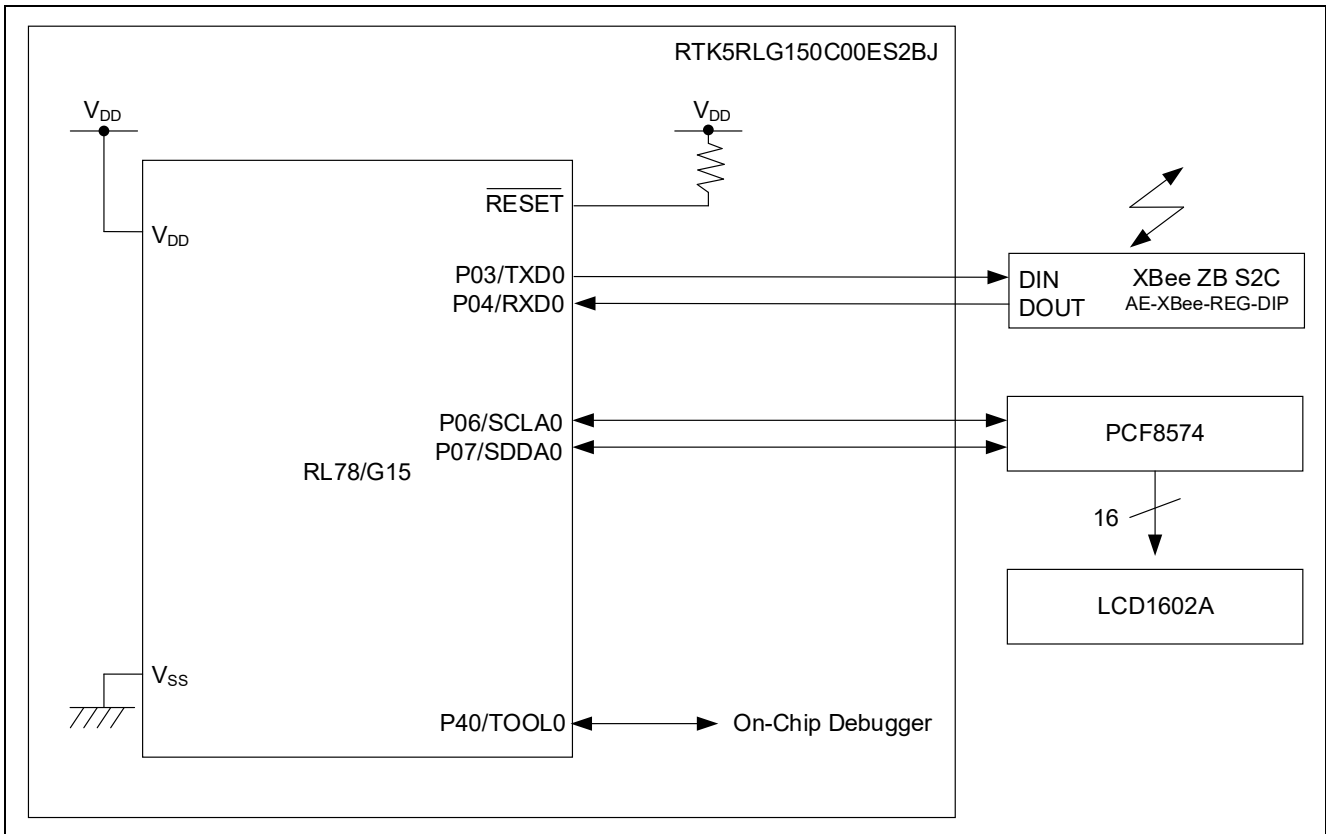 RTK5RLG150C00ES2BJ
VDD
VDD
RESET
VDD
P03/TXD0
P04/RXD0
DIN
DOUT
XBee ZB S2C
AE-XBee-REG-DIP
P06/SCLA0
P07/SDDA0
PCF8574
RL78/G15
16
LCD1602A
VSS
P40/TOOL0
On-Chip Debugger